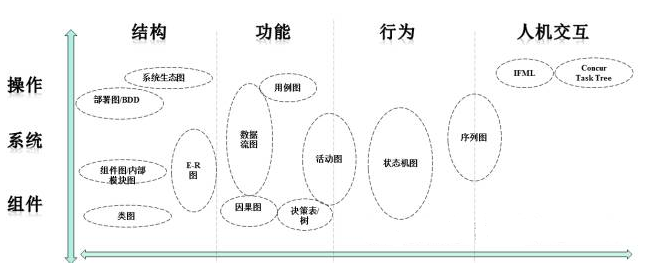 结构 功能 行为 人机交互
操作
系统
组件
系统生态图
部署图/BDD
用例图
IFML
Concur
Task Tree
数据
流图
序列图
E-R
图
活动图
状态机图
组件图/内部
模块图
类图
因果图
决策表/
树